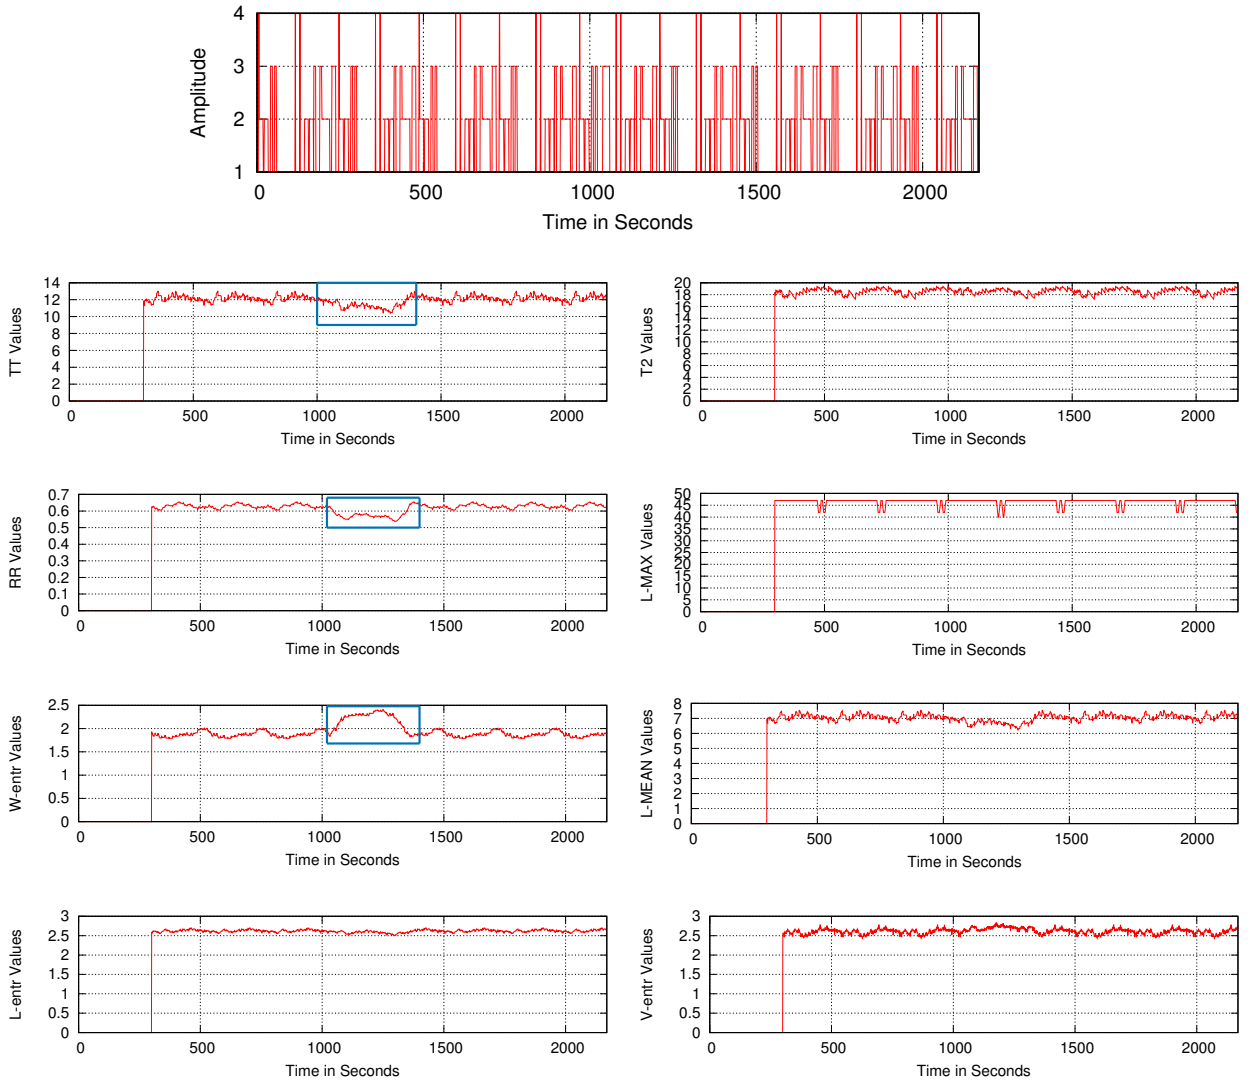 4
3
2
1
Amplitude
0 500 1000 1500 2000
Time in Seconds
14
12
10
8
6
4
2
0
TT Values
0 500 1000 1500 2000
Time in Seconds
20
18
16
14
12
10
8
6
4
2
0
T2 Values
0 500 1000 1500 2000
Time in Seconds
0.7
0.6
0.5
0.4
0.3
0.2
0.1
0
RR Values
0 500 1000 1500 2000
Time in Seconds
50
45
40
35
30
25
20
15
10
5
0
L-MAX Values
0 500 1000 1500 2000
Time in Seconds
2.5
2
1.5
1
0.5
0
W-entr Values
0 500 1000 1500 2000
Time in Seconds
8
7
6
5
4
3
2
1
0
L-MEAN Values
0 500 1000 1500 2000
Time in Seconds
3
2.5
2
1.5
1
0.5
0
L-entr Values
0 500 1000 1500 2000
Time in Seconds
3
2.5
2
1.5
1
0.5
0
V-entr Values
0 500 1000 1500 2000
Time in Seconds